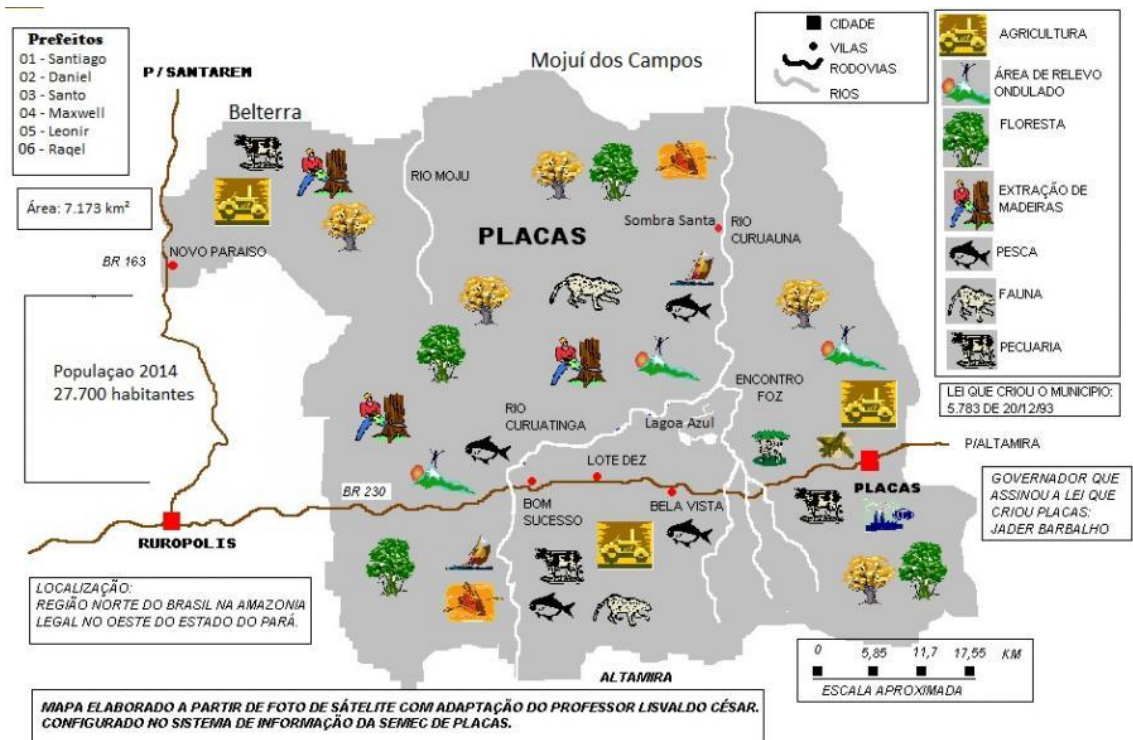 Prefeitos
01 - Santiago
02 - Daniel
03 - Santo
04 - Maxwell
05 - Leonir
06 - Raqel
P/SANTAREM
Belterra
Mojuí dos Campos
CIDADE
VILAS
RODOVIAS
RIOS
AGRICULTURA
ÁREA DE RELEVO
ONDULADO
FLORESTA
EXTRAÇÃO DE
MADEIRAS
PESCA
FAUNA
PECUARIA
Área: 7.173 km²
RIO MOJU
BR 163
NOVO PARAISO
PLACAS
Sombra Santa
RIO
CURUAUNA
Populaçao 2014
27.700 habitantes
ENCONTRO
FOZ
LEI QUE CRIOU O MUNICIPIO:
5.783 DE 20/12/93
RIO
CURUATINGA
Lagoa Azul
P/ALTAMIRA
LOTE DEZ
BR 230
BOM
SUCESSO
BELA VISTA
PLACAS
GOVERNADOR QUE
ASSINOU A LEI QUE
CRIOU PLACAS:
JADER BARBALHO
RUROPOLIS
LOCALIZAÇÃO:
REGIÃO NORTE DO BRASIL NA AMAZONIA
LEGAL NO OESTE DO ESTADO DO PARÁ.
0 5,85 11,7 17,55 KM
ESCALA APROXIMADA
ALTAMIRA
MAPA ELABORADO A PARTIR DE FOTO DE SÁTELITE COM ADAPTAÇÃO DO PROFESSOR LISVALDO CÉSAR.
CONFIGURADO NO SISTEMA DE INFORMAÇÃO DA SEMEC DE PLACAS.